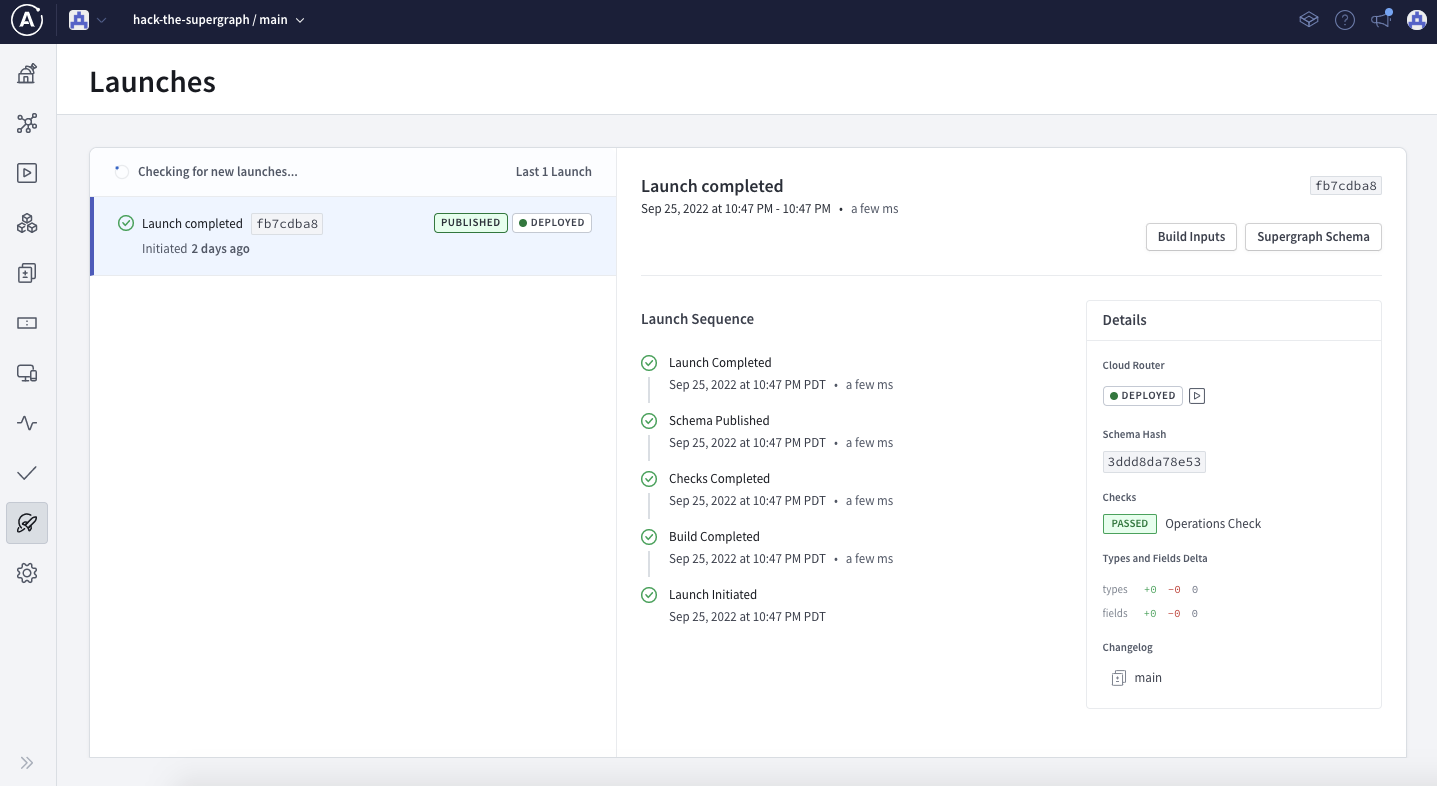 hack-the-supergraph / main
Launches
Checking for new launches...
Last 1 Launch
Launch completed fb7cdba8 PUBLISHED DEPLOYED
Initiated 2 days ago
Launch completed
fb7cdba8
Sep 25, 2022 at 10:47 PM - 10:47 PM • a few ms
Build Inputs
Supergraph Schema
Launch Sequence
Launch Completed
Sep 25, 2022 at 10:47 PM PDT • a few ms
Schema Published
Sep 25, 2022 at 10:47 PM PDT • a few ms
Checks Completed
Sep 25, 2022 at 10:47 PM PDT • a few ms
Build Completed
Sep 25, 2022 at 10:47 PM PDT • a few ms
Launch Initiated
Sep 25, 2022 at 10:47 PM PDT
Details
Cloud Router
DEPLOYED
Schema Hash
3ddd8da78e53
Checks
PASSED Operations Check
Types and Fields Delta
types +0 −0 0
fields +0 −0 0
Changelog
main